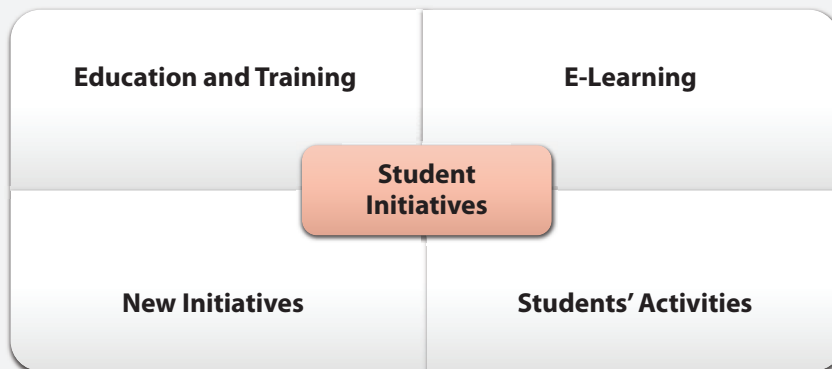 Education and Training
E-Learning
Student
Initiatives
New Initiatives
Students’ Activities